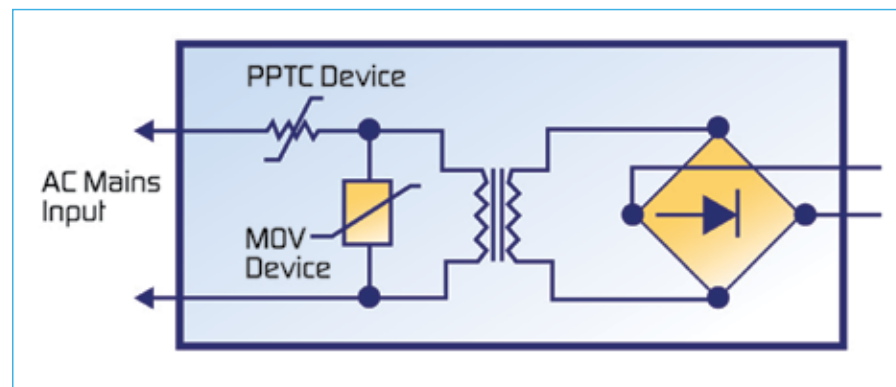 PPTC Device
AC Mains
Input
MOV
Device